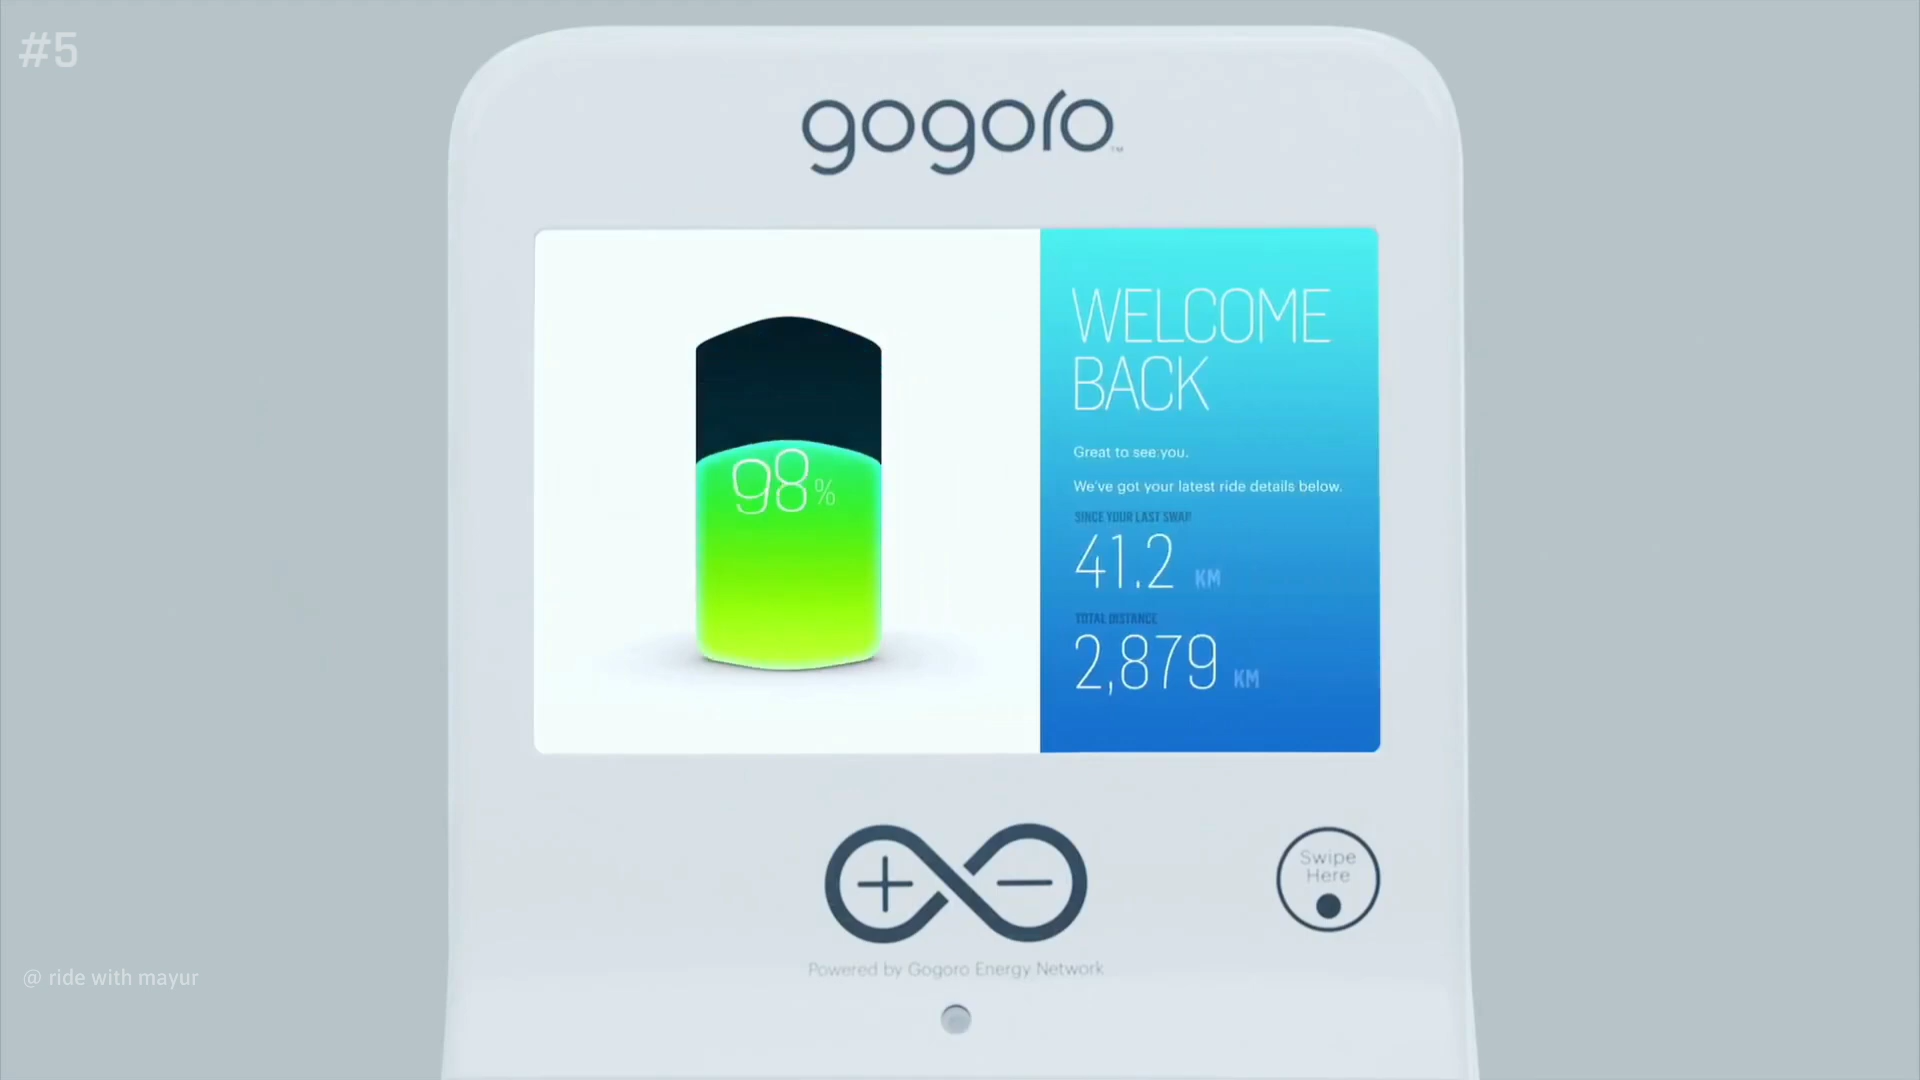 #5
gogoro™
WELCOME
BACK
Great to see you.
We've got your latest ride details below.
SINCE YOUR LAST SWAP
41.2 KM
TOTAL DISTANCE
2,879 KM
98%
Swipe
Here
Powered by Gogoro Energy Network
@ ride with mayur